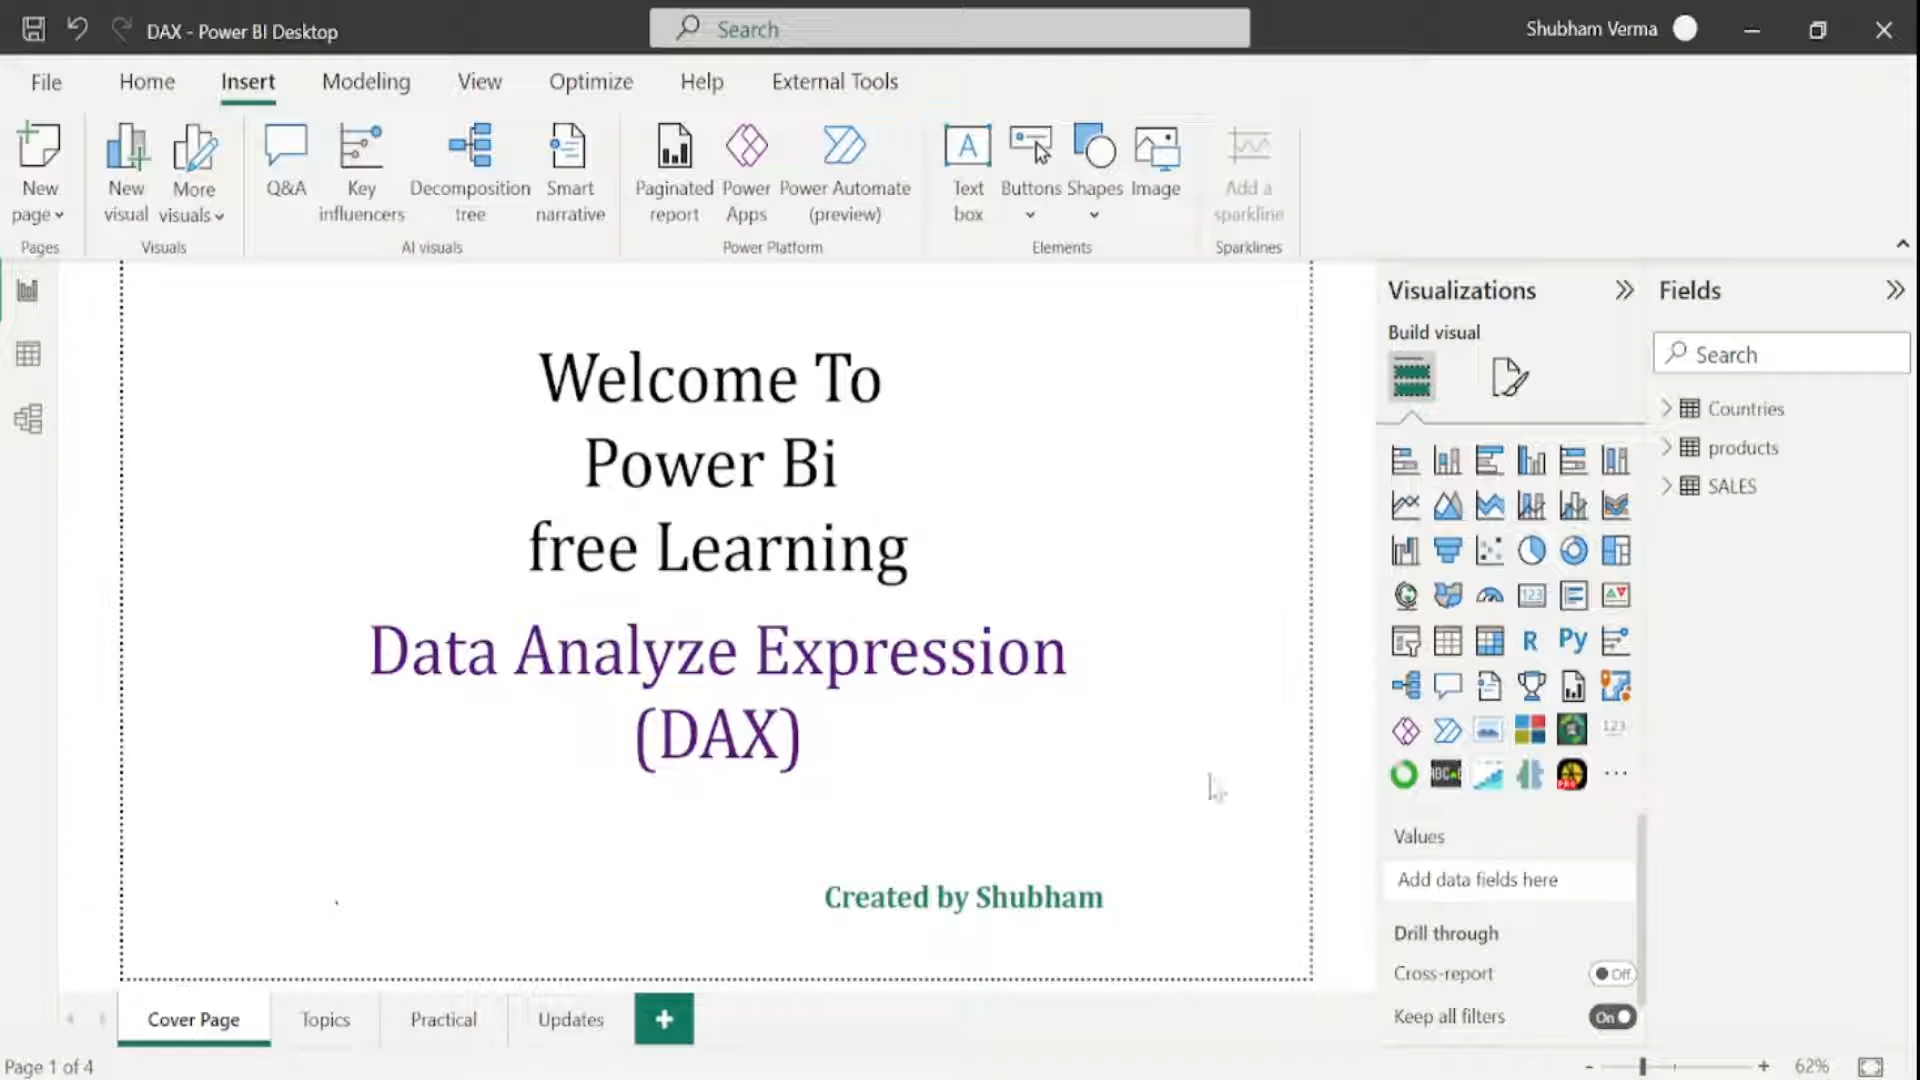 DAX - Power BI Desktop
Search
Shubham Verma
File Home Insert Modeling View Optimize Help External Tools
New page
New visual
More visuals
Q&A
Key influencers
Decomposition tree
Smart narrative
Paginated report
Power Apps
Power Automate (preview)
Text box
Buttons
Shapes
Image
Add a sparkline
Pages
Visuals
AI visuals
Power Platform
Elements
Sparklines
Welcome To
Power Bi
free Learning
Data Analyze Expression
(DAX)
Created by Shubham
Visualizations
Build visual
R
Py
123
Values
Add data fields here
Drill through
Cross-report
Off
Keep all filters
On
Fields
Search
Countries
products
SALES
Cover Page
Topics
Practical
Updates
Page 1 of 4
62%